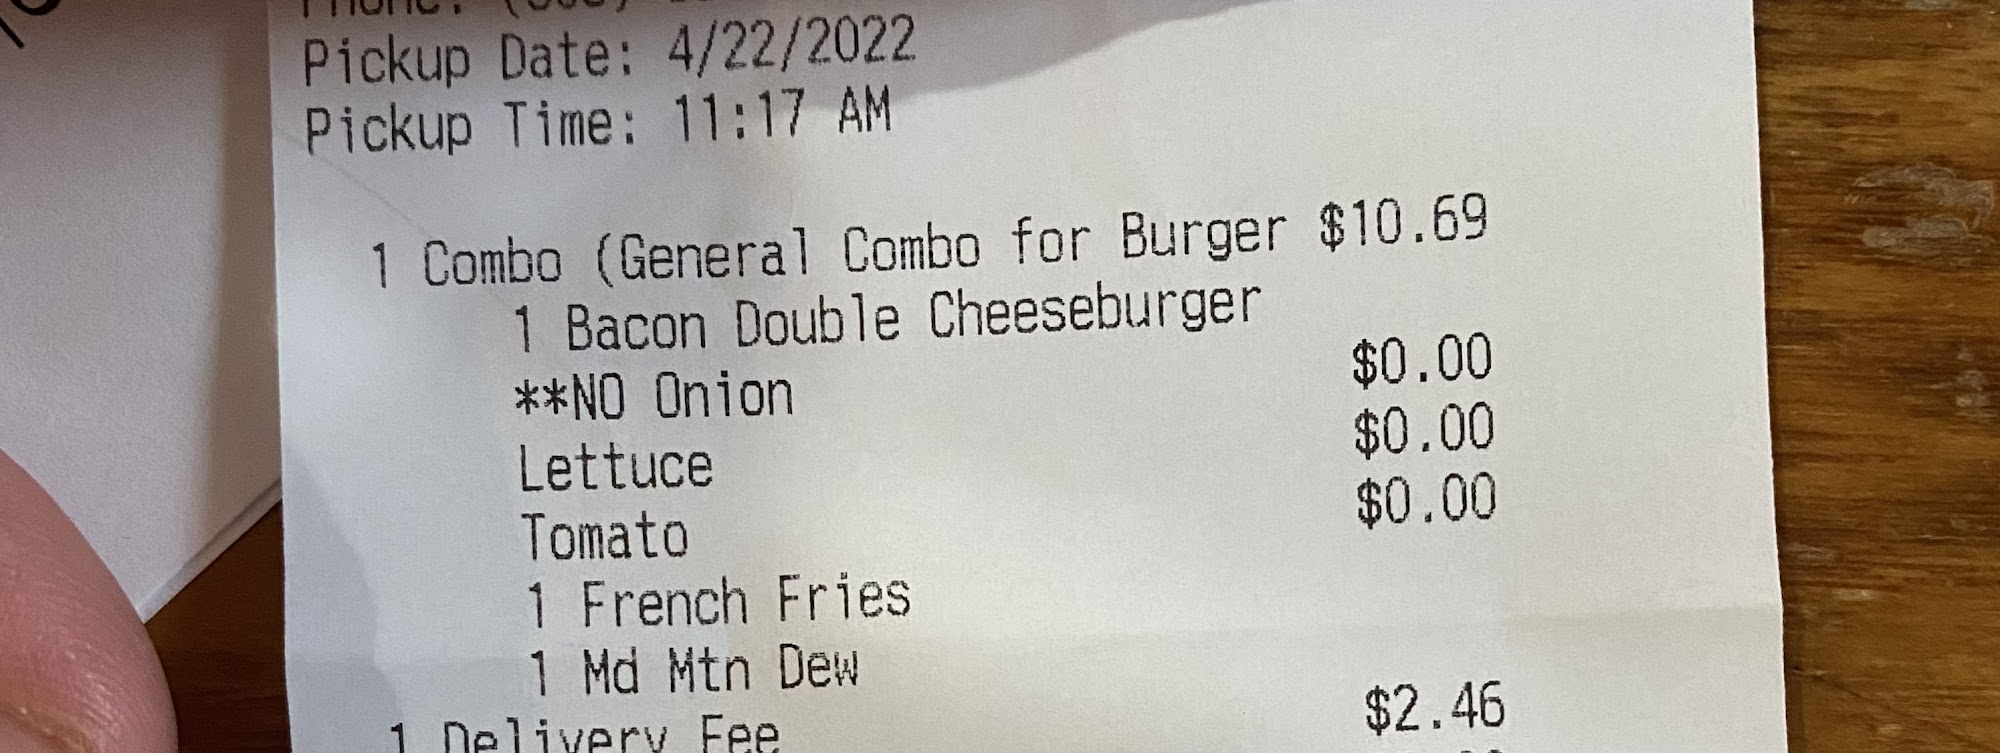 Phone:
Pickup Date: 4/22/2022
Pickup Time: 11:17 AM
1 Combo (General Combo for Burger $10.69
1 Bacon Double Cheeseburger
**NO Onion $0.00
Lettuce $0.00
Tomato $0.00
1 French Fries
1 Md Mtn Dew
1 Delivery Fee $2.46